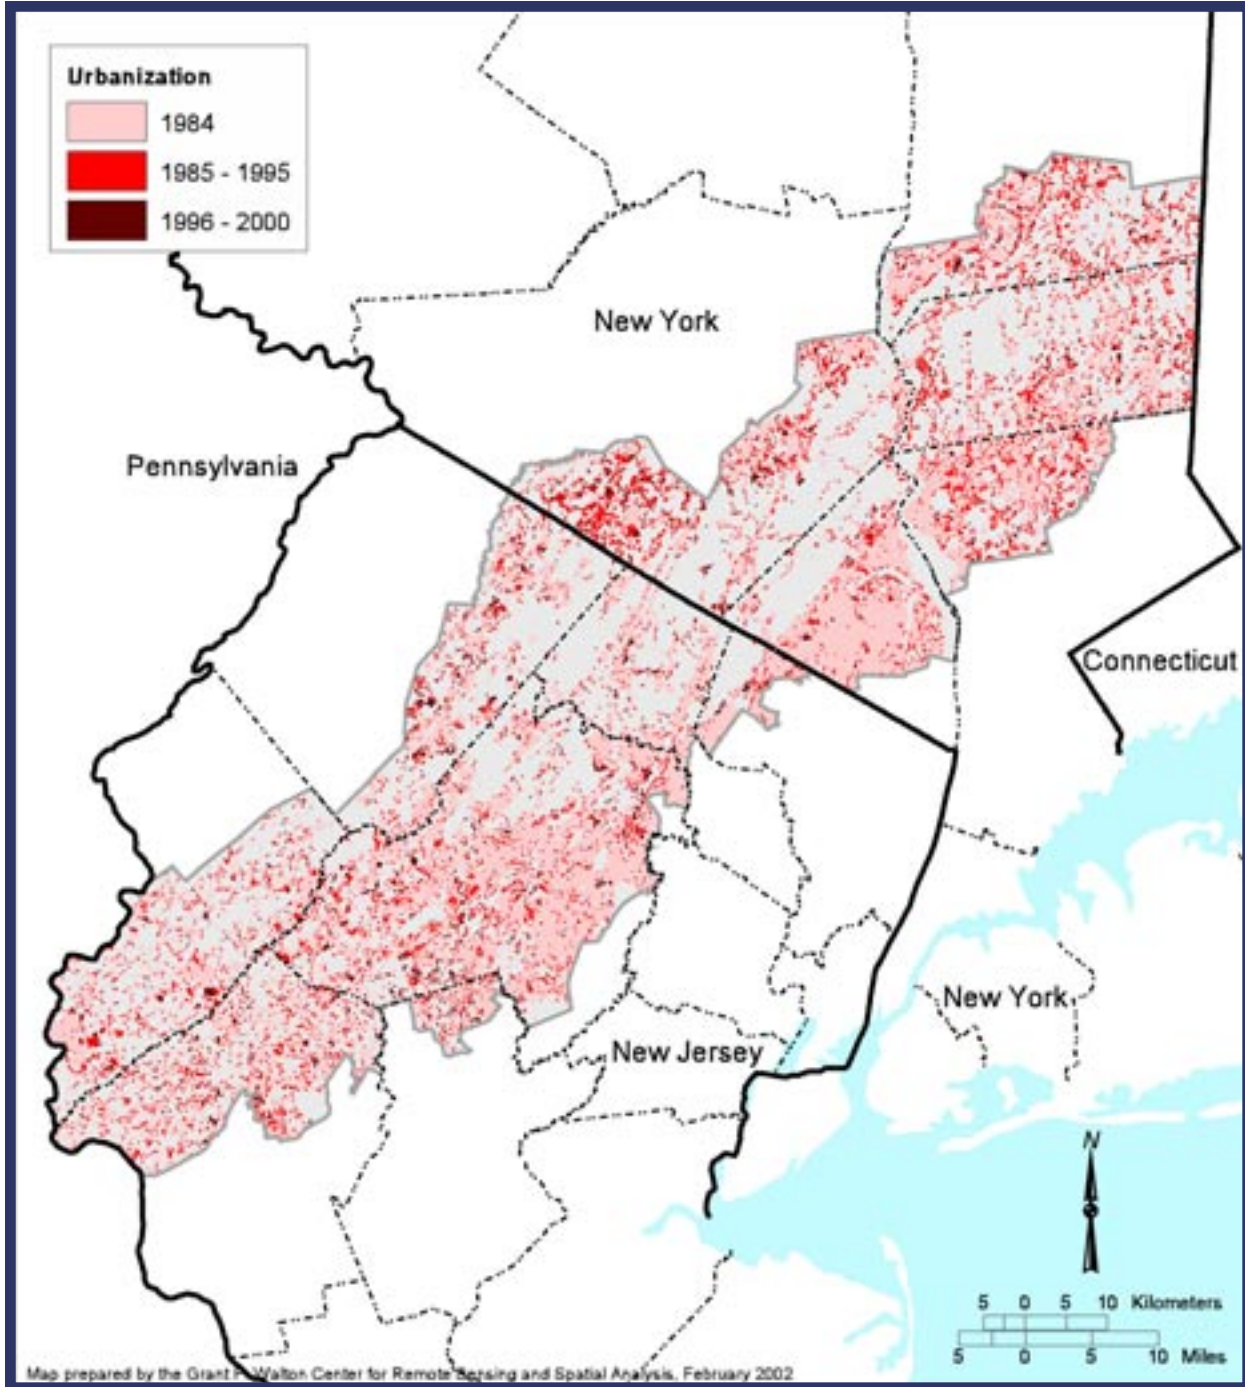 Urbanization
1984
1985 - 1995
1996 - 2000
New York
Pennsylvania
Connecticut
New York
New Jersey
N
5 0 5 10 Kilometers
5 0 5 10 Miles
Map prepared by the Grant F. Walton Center for Remote Sensing and Spatial Analysis, February 2002